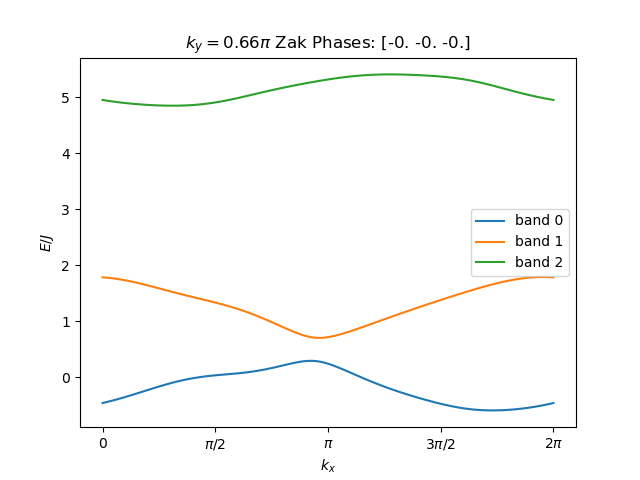 k_y = 0.66π Zak Phases: [-0. -0. -0.]
E/J
5
4
3
2
1
0
band 0
band 1
band 2
0
π/2
π
3π/2
2π
k_x